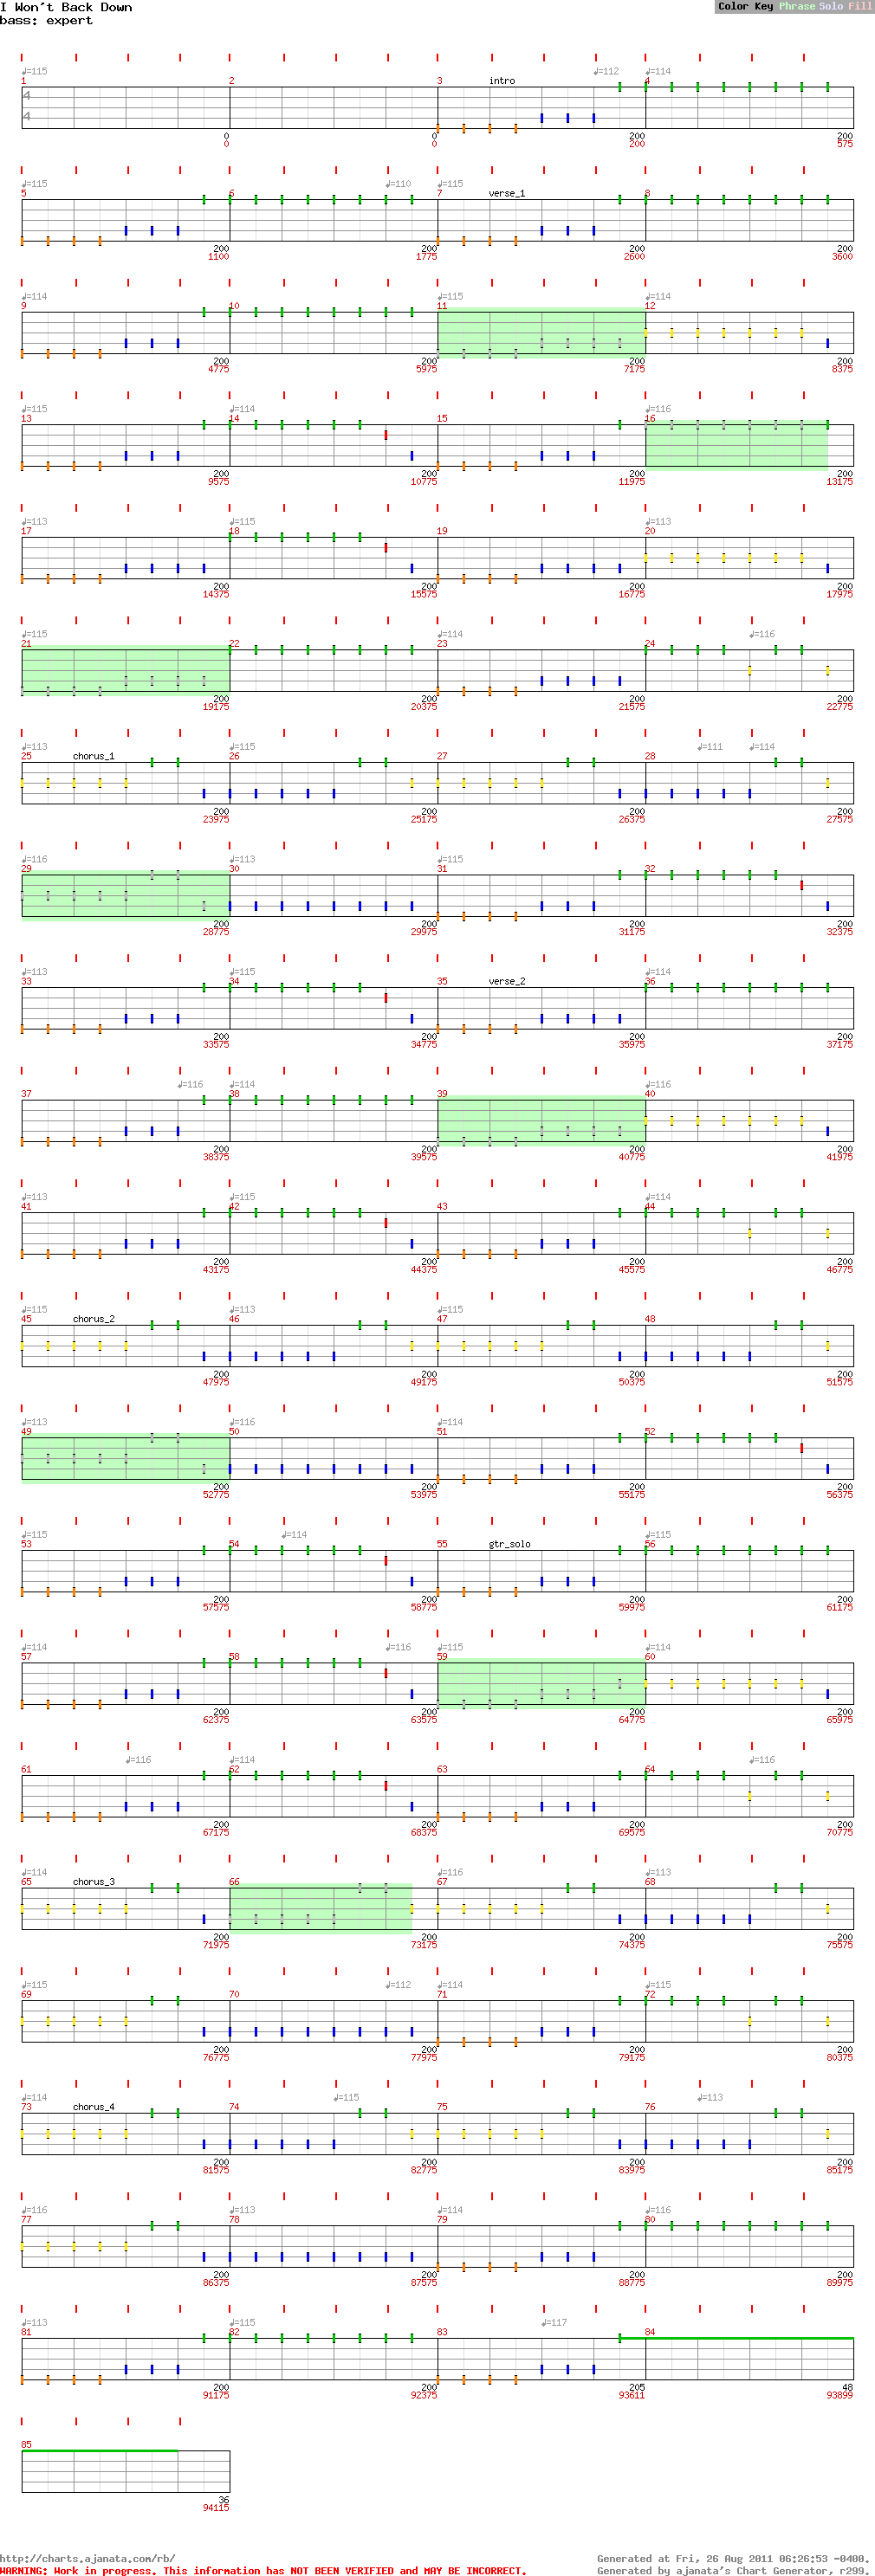 I Won't Back Down
Color Key Phrase Solo Fill
bass: expert
♩=115 ♩=112 ♩=114
1 2 3 intro 4
4
4
0 0 200 200
0 0 200 575
♩=115 ♩=110 ♩=115
5 6 7 verse_1 8
200 200 200 200
1100 1775 2600 3600
♩=114 ♩=115 ♩=114
9 10 11 12
200 200 200 200
4775 5975 7175 8375
♩=115 ♩=114 ♩=116
13 14 15 16
200 200 200 200
9575 10775 11975 13175
♩=113 ♩=115 ♩=113
17 18 19 20
200 200 200 200
14375 15575 16775 17975
♩=115 ♩=114 ♩=116
21 22 23 24
200 200 200 200
19175 20375 21575 22775
♩=113 ♩=115 ♩=111 ♩=114
25 chorus_1 26 27 28
200 200 200 200
23975 25175 26375 27575
♩=116 ♩=113 ♩=115
29 30 31 32
200 200 200 200
28775 29975 31175 32375
♩=113 ♩=115 ♩=114
33 34 35 verse_2 36
200 200 200 200
33575 34775 35975 37175
♩=116 ♩=114 ♩=116
37 38 39 40
200 200 200 200
38375 39575 40775 41975
♩=113 ♩=115 ♩=114
41 42 43 44
200 200 200 200
43175 44375 45575 46775
♩=115 ♩=113 ♩=115
45 chorus_2 46 47 48
200 200 200 200
47975 49175 50375 51575
♩=113 ♩=116 ♩=114
49 50 51 52
200 200 200 200
52775 53975 55175 56375
♩=115 ♩=114 ♩=115
53 54 55 gtr_solo 56
200 200 200 200
57575 58775 59975 61175
♩=114 ♩=116 ♩=115 ♩=114
57 58 59 60
200 200 200 200
62375 63575 64775 65975
♩=116 ♩=114 ♩=116
61 62 63 64
200 200 200 200
67175 68375 69575 70775
♩=114 ♩=116 ♩=113
65 chorus_3 66 67 68
200 200 200 200
71975 73175 74375 75575
♩=115 ♩=112 ♩=114 ♩=115
69 70 71 72
200 200 200 200
76775 77975 79175 80375
♩=114 ♩=115 ♩=113
73 chorus_4 74 75 76
200 200 200 200
81575 82775 83975 85175
♩=116 ♩=113 ♩=114 ♩=116
77 78 79 80
200 200 200 200
86375 87575 88775 89975
♩=113 ♩=115 ♩=117
81 82 83 84
200 200 205 48
91175 92375 93611 93899
85
36
94115
http://charts.ajanata.com/rb/
Generated at Fri, 26 Aug 2011 06:26:53 -0400.
WARNING: Work in progress. This information has NOT BEEN VERIFIED and MAY BE INCORRECT.
Generated by ajanata's Chart Generator, r299.